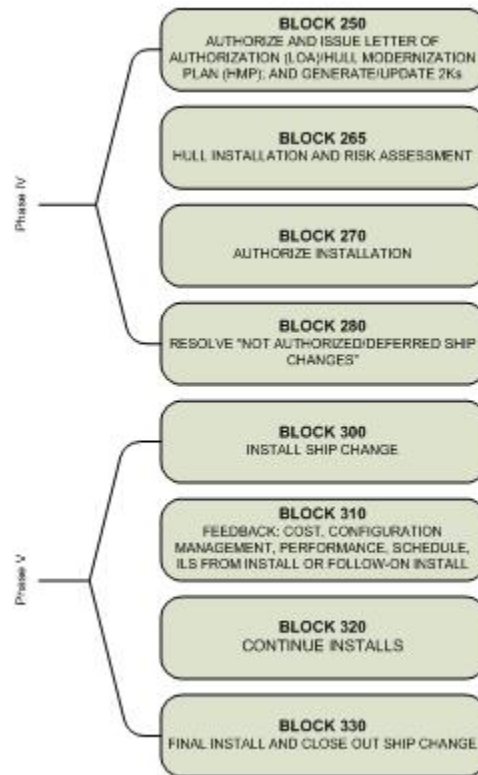 BLOCK 250
AUTHORIZE AND ISSUE LETTER OF
AUTHORIZATION (LOA)/HULL MODERNIZATION
PLAN (HMP); AND GENERATE/UPDATE 2Ks
BLOCK 265
HULL INSTALLATION AND RISK ASSESSMENT
Phase IV
BLOCK 270
AUTHORIZE INSTALLATION
BLOCK 280
RESOLVE "NOT AUTHORIZED/DEFERRED SHIP
CHANGES"
BLOCK 300
INSTALL SHIP CHANGE
BLOCK 310
FEEDBACK: COST, CONFIGURATION
MANAGEMENT, PERFORMANCE, SCHEDULE,
ILS FROM INSTALL OR FOLLOW-ON INSTALL
Phase V
BLOCK 320
CONTINUE INSTALLS
BLOCK 330
FINAL INSTALL AND CLOSE OUT SHIP CHANGE